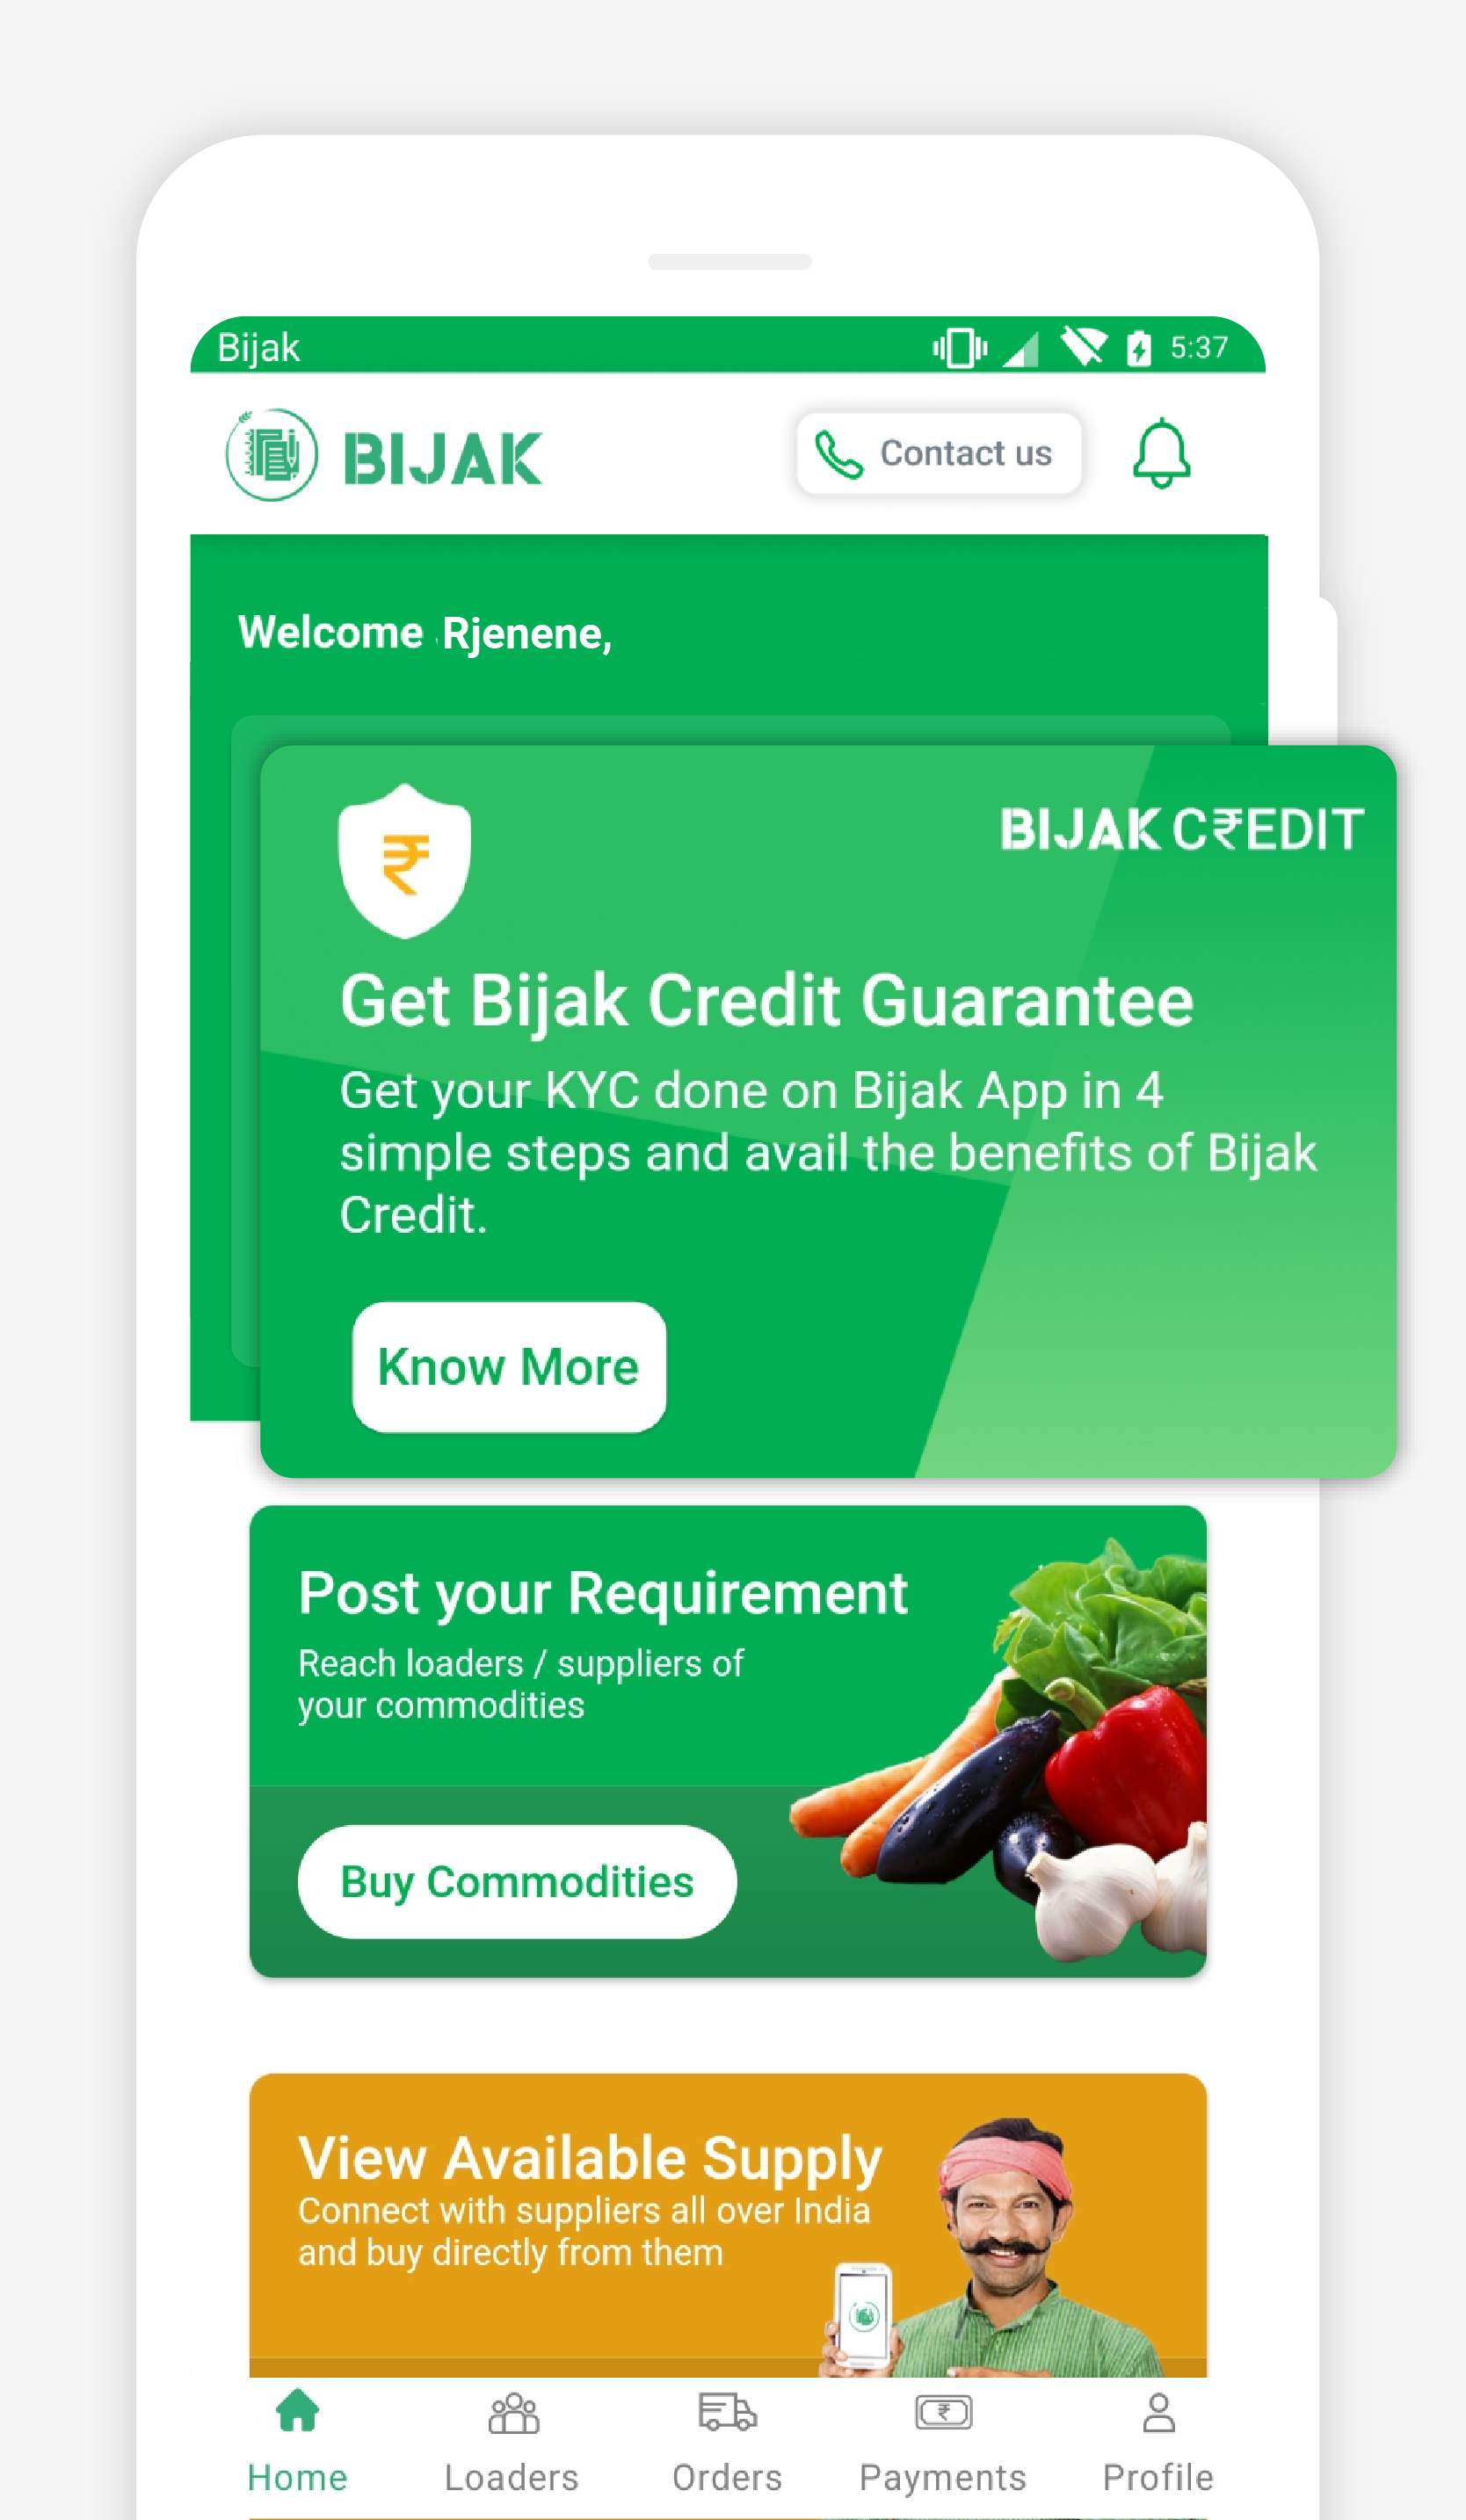 Bijak 5:37
BIJAK Contact us
Welcome Rjenene,
BIJAK C₹EDIT
₹
Get Bijak Credit Guarantee
Get your KYC done on Bijak App in 4
simple steps and avail the benefits of Bijak
Credit.
Know More
Post your Requirement
Reach loaders / suppliers of
your commodities
Buy Commodities
View Available Supply
Connect with suppliers all over India
and buy directly from them
₹
Home Loaders Orders Payments Profile